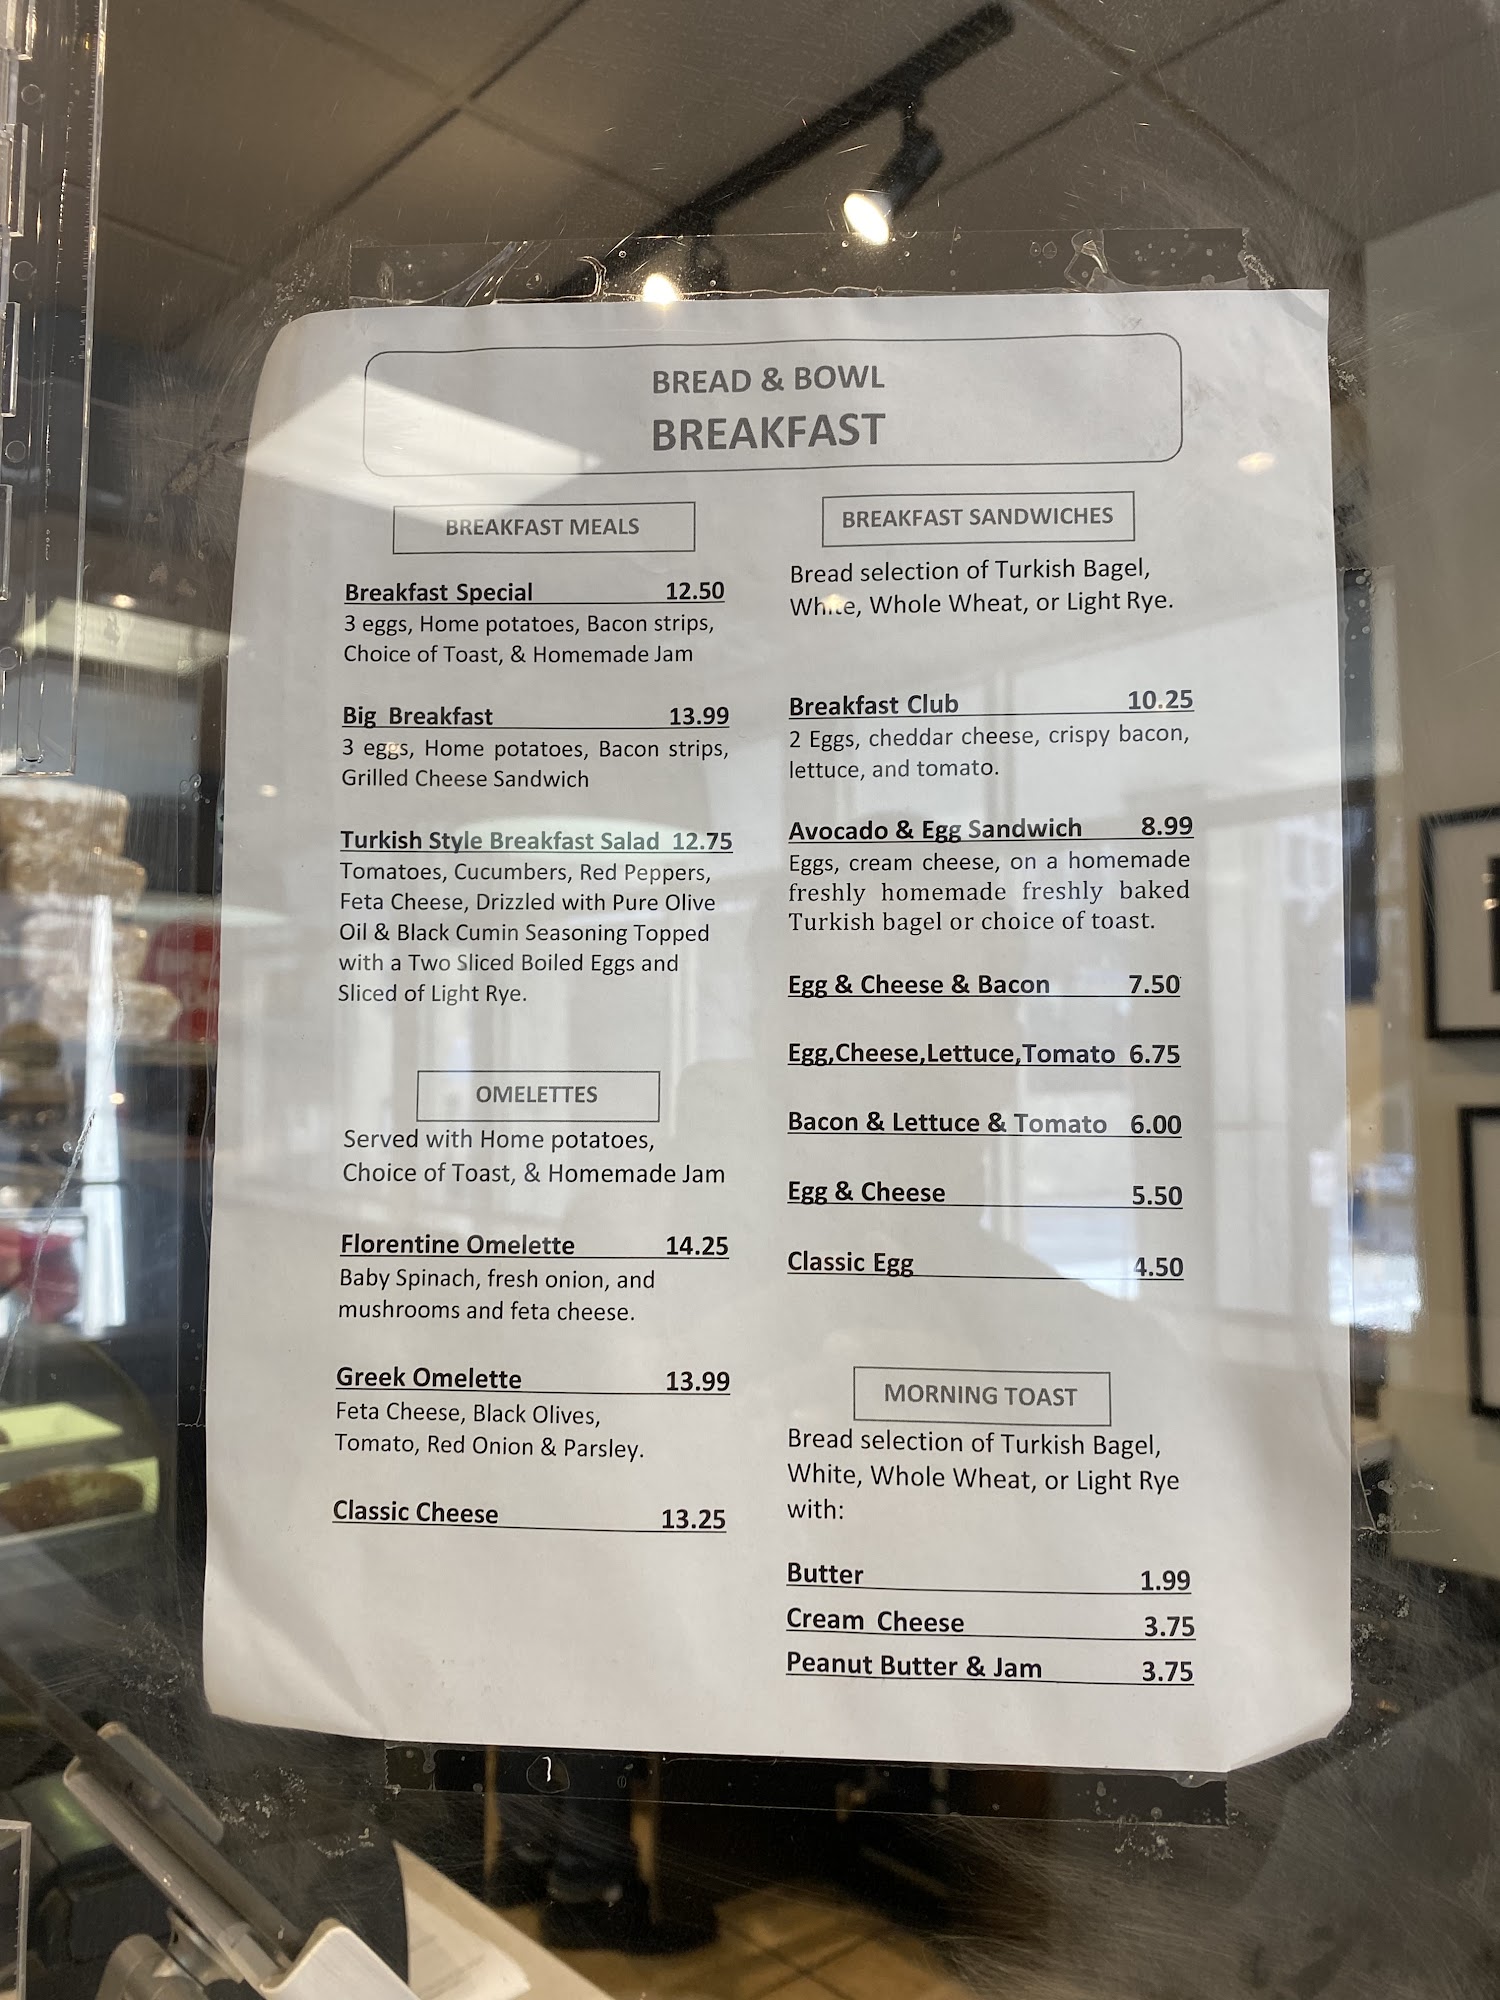 BREAD & BOWL
BREAKFAST
BREAKFAST MEALS
Breakfast Special 12.50
3 eggs, Home potatoes, Bacon strips,
Choice of Toast, & Homemade Jam
Big Breakfast 13.99
3 eggs, Home potatoes, Bacon strips,
Grilled Cheese Sandwich
Turkish Style Breakfast Salad 12.75
Tomatoes, Cucumbers, Red Peppers,
Feta Cheese, Drizzled with Pure Olive
Oil & Black Cumin Seasoning Topped
with a Two Sliced Boiled Eggs and
Sliced of Light Rye.
OMELETTES
Served with Home potatoes,
Choice of Toast, & Homemade Jam
Florentine Omelette 14.25
Baby Spinach, fresh onion, and
mushrooms and feta cheese.
Greek Omelette 13.99
Feta Cheese, Black Olives,
Tomato, Red Onion & Parsley.
Classic Cheese 13.25
BREAKFAST SANDWICHES
Bread selection of Turkish Bagel,
White, Whole Wheat, or Light Rye.
Breakfast Club 10.25
2 Eggs, cheddar cheese, crispy bacon,
lettuce, and tomato.
Avocado & Egg Sandwich 8.99
Eggs, cream cheese, on a homemade
freshly homemade freshly baked
Turkish bagel or choice of toast.
Egg & Cheese & Bacon 7.50
Egg,Cheese,Lettuce,Tomato 6.75
Bacon & Lettuce & Tomato 6.00
Egg & Cheese 5.50
Classic Egg 4.50
MORNING TOAST
Bread selection of Turkish Bagel,
White, Whole Wheat, or Light Rye
with:
Butter 1.99
Cream Cheese 3.75
Peanut Butter & Jam 3.75